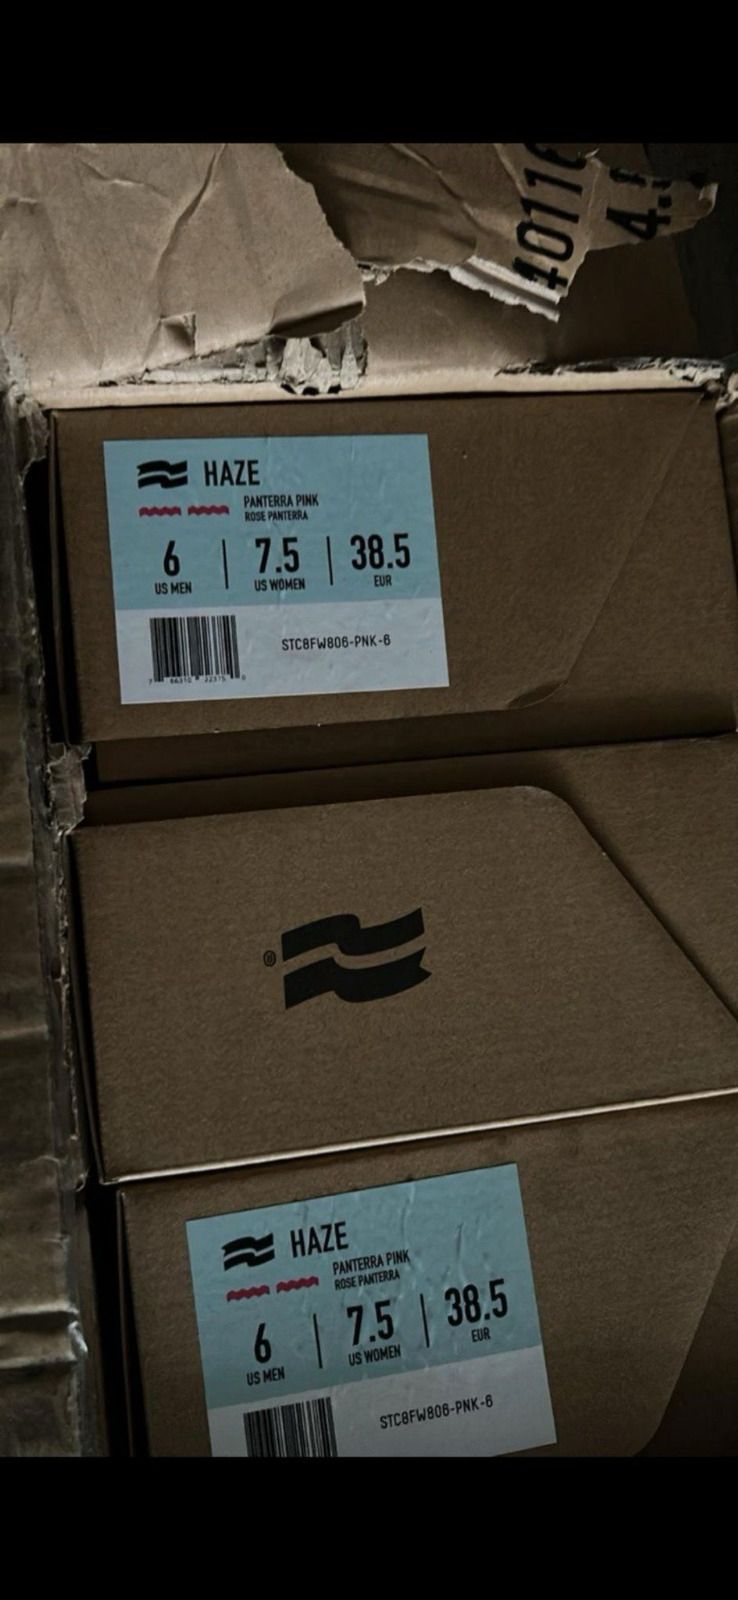 40110
4.
HAZE
PANTERRA PINK
ROSE PANTERRA
6 | 7.5 | 38.5
US MEN US WOMEN EUR
STC8FW806-PNK-6
®
HAZE
PANTERRA PINK
ROSE PANTERRA
6 | 7.5 | 38.5
US MEN US WOMEN EUR
STC8FW806-PNK-6